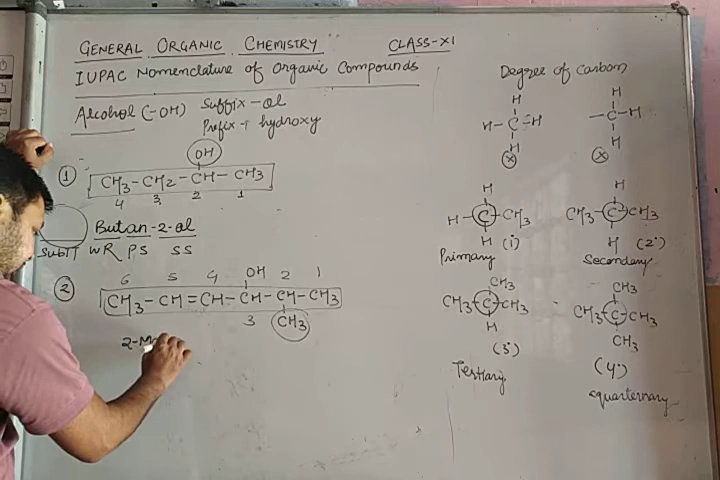 GENERAL ORGANIC CHEMISTRY CLASS-XI
IUPAC Nomenclature of Organic Compounds
Alcohol (-OH) Suffix - ol
Prefix → hydroxy
1
OH
CH3 - CH2 - CH - CH3
4 3 2 1
Butan-2-ol
SubIT WR PS SS
2
6 5 4 OH 2 1
CH3 - CH = CH - CH - CH - CH3
3 CH3
2-M
Degree of Carbon
H H
H - C - H - C - H
H H
X X
H H
H - C - CH3 CH3 - C - CH3
H (1°) H (2°)
Primary Secondary
CH3 CH3
CH3 - C - CH3 CH3 - C - CH3
H CH3
(3°) (4°)
Tertiary quarternary